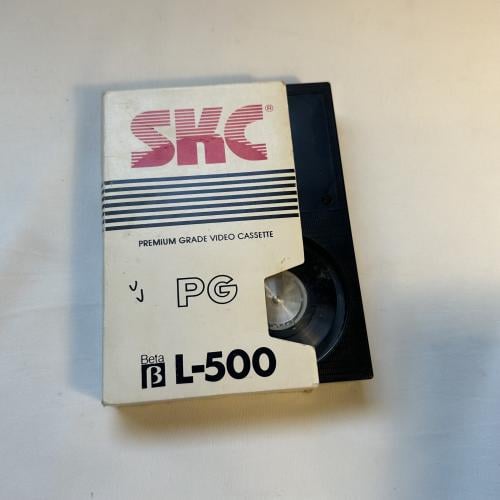 SKC®
PREMIUM GRADE VIDEO CASSETTE
PG
Beta
β L-500